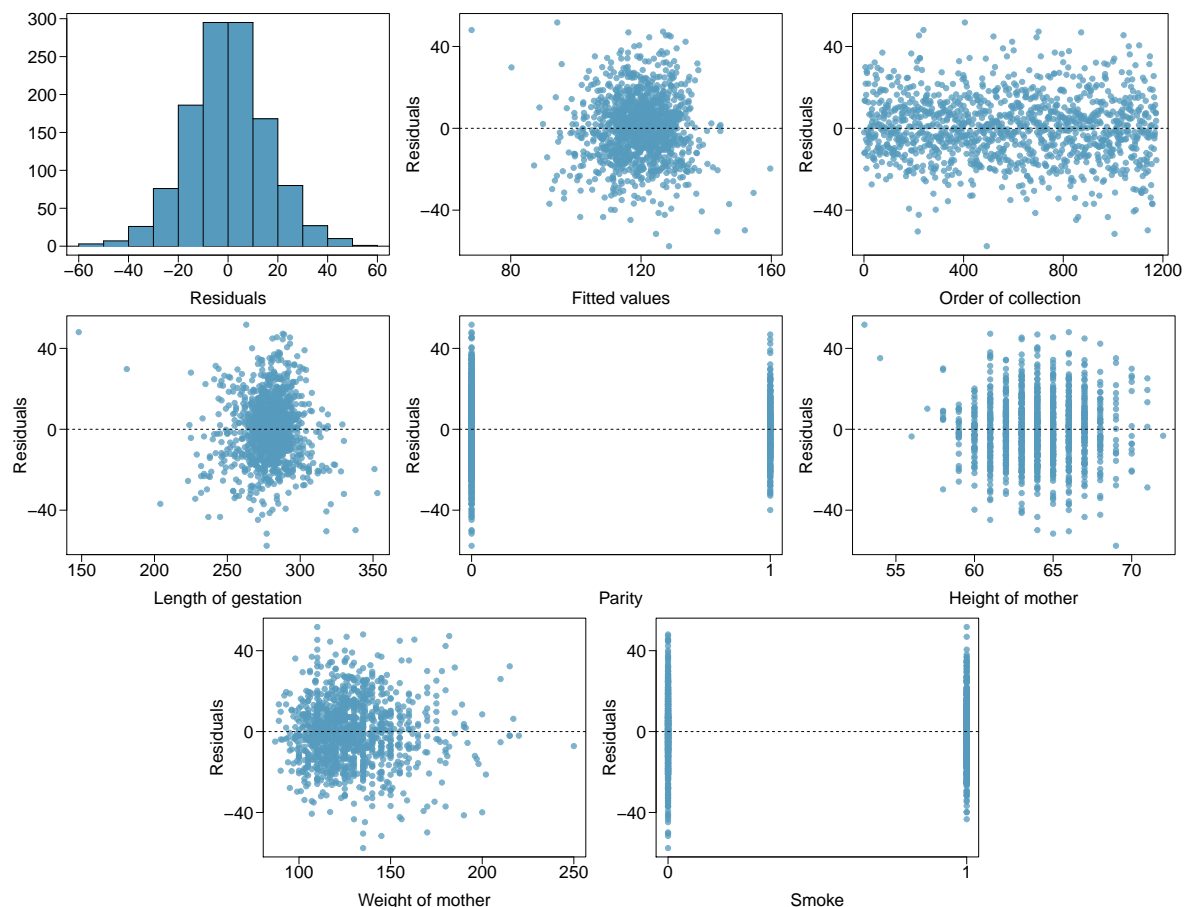 300
250
200
150
100
50
0
−60 −40 −20 0 20 40 60
Residuals
Residuals
40
0
−40
80 120 160
Fitted values
Residuals
40
0
−40
0 400 800 1200
Order of collection
Residuals
40
0
−40
150 200 250 300 350
Length of gestation
Residuals
40
0
−40
0 1
Parity
Residuals
40
0
−40
55 60 65 70
Height of mother
Residuals
40
0
−40
100 150 200 250
Weight of mother
Residuals
40
0
−40
0 1
Smoke